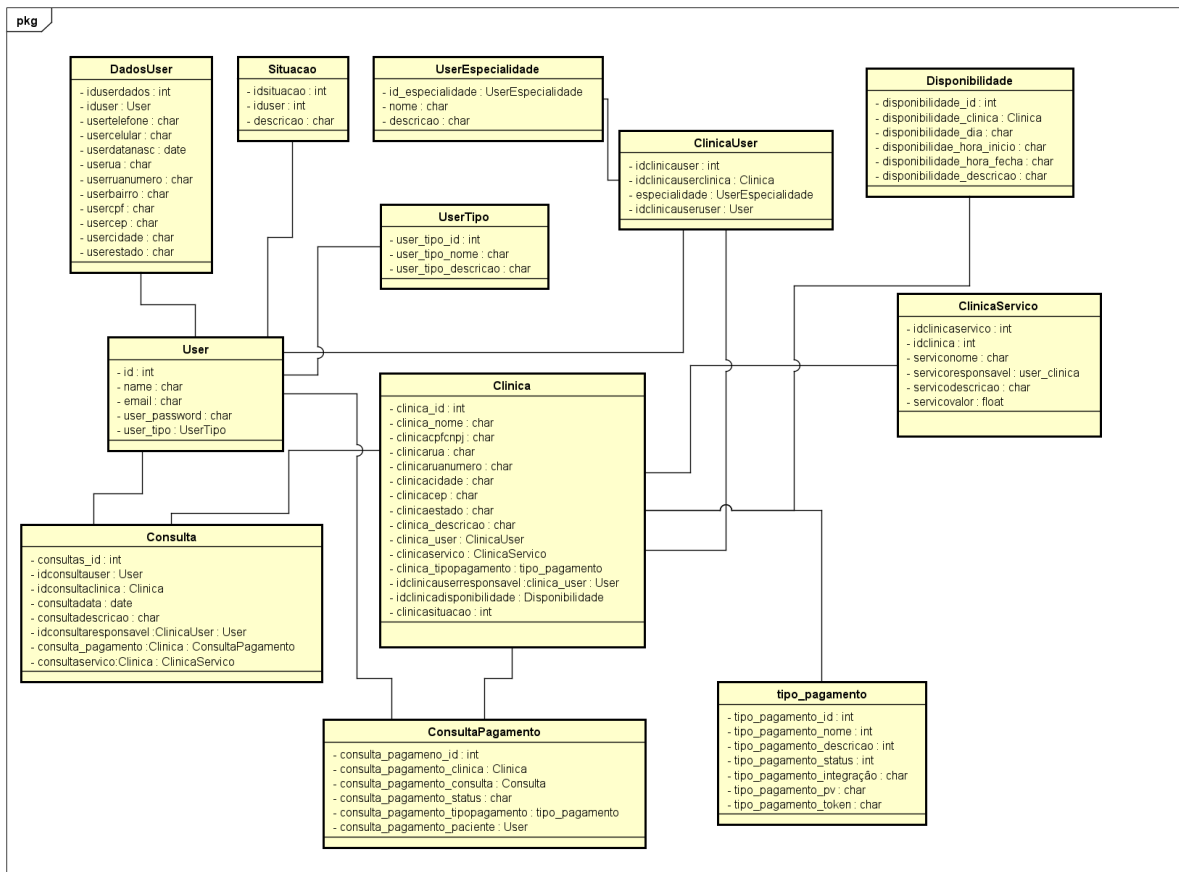 pkg
DadosUser
- iduserdados : int
- iduser : User
- usertelefone : char
- usercelular : char
- userdatanasc : date
- userua : char
- userruanumero : char
- userbairro : char
- usercpf : char
- usercep : char
- usercidade : char
- userestado : char
Situacao
- idsituacao : int
- iduser : int
- descricao : char
UserEspecialidade
- id_especialidade : UserEspecialidade
- nome : char
- descricao : char
ClinicaUser
- idclinicauser : int
- idclinicauserclinica : Clinica
- especialidade : UserEspecialidade
- idclinicauseruser : User
Disponibilidade
- disponibilidade_id : int
- disponibilidade_clinica : Clinica
- disponibilidade_dia : char
- disponibilidae_hora_inicio : char
- disponibilidade_hora_fecha : char
- disponibilidade_descricao : char
UserTipo
- user_tipo_id : int
- user_tipo_nome : char
- user_tipo_descricao : char
ClinicaServico
- idclinicaservico : int
- idclinica : int
- serviconome : char
- servicoresponsavel : user_clinica
- servicodescricao : char
- servicovalor : float
User
- id : int
- name : char
- email : char
- user_password : char
- user_tipo : UserTipo
Clinica
- clinica_id : int
- clinica_nome : char
- clinicacpfcnpj : char
- clinicarua : char
- clinicaruanumero : char
- clinicacidade : char
- clinicacep : char
- clinicaestado : char
- clinica_descricao : char
- clinica_user : ClinicaUser
- clinicaservico : ClinicaServico
- clinica_tipopagamento : tipo_pagamento
- idclinicauserresponsavel :clinica_user : User
- idclinicadisponibilidade : Disponibilidade
- clinicasituacao : int
Consulta
- consultas_id : int
- idconsultauser : User
- idconsultaclinica : Clinica
- consultadata : date
- consultadescricao : char
- idconsultaresponsavel :ClinicaUser : User
- consulta_pagamento :Clinica : ConsultaPagamento
- consultaservico:Clinica : ClinicaServico
ConsultaPagamento
- consulta_pagameno_id : int
- consulta_pagamento_clinica : Clinica
- consulta_pagamento_consulta : Consulta
- consulta_pagamento_status : char
- consulta_pagamento_tipopagamento : tipo_pagamento
- consulta_pagamento_paciente : User
tipo_pagamento
- tipo_pagamento_id : int
- tipo_pagamento_nome : int
- tipo_pagamento_descricao : int
- tipo_pagamento_status : int
- tipo_pagamento_integração : char
- tipo_pagamento_pv : char
- tipo_pagamento_token : char